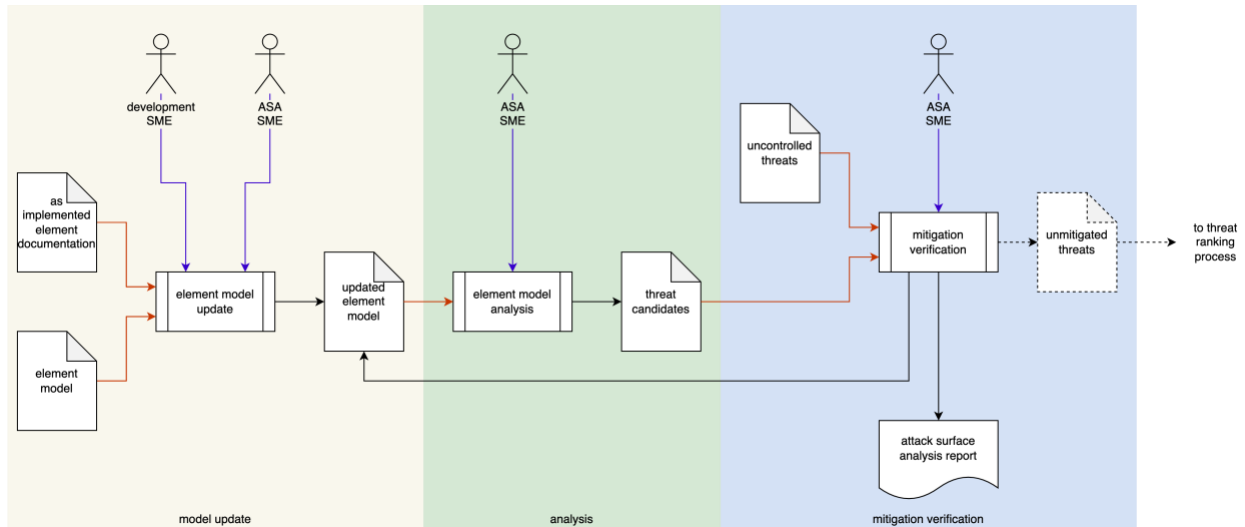 development
SME
ASA
SME
as
implemented
element
documentation
element model
update
updated
element
model
element
model
model update
ASA
SME
element model
analysis
threat
candidates
analysis
uncontrolled
threats
ASA
SME
mitigation
verification
unmitigated
threats
attack surface
analysis report
mitigation verification
to threat
ranking
process